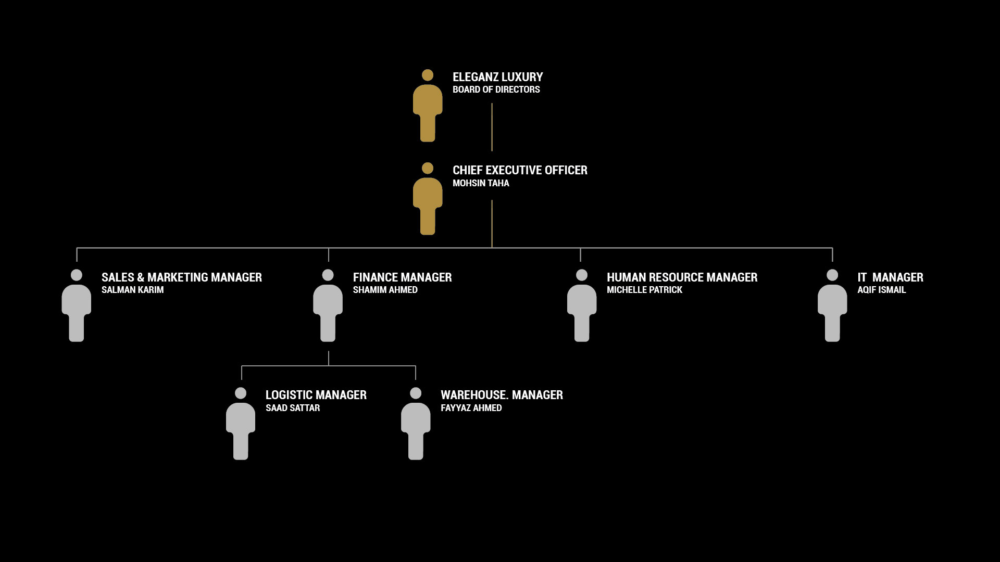 ELEGANZ LUXURY
BOARD OF DIRECTORS
CHIEF EXECUTIVE OFFICER
MOHSIN TAHA
SALES & MARKETING MANAGER
SALMAN KARIM
FINANCE MANAGER
SHAMIM AHMED
HUMAN RESOURCE MANAGER
MICHELLE PATRICK
IT  MANAGER
AQIF ISMAIL
LOGISTIC MANAGER
SAAD SATTAR
WAREHOUSE. MANAGER
FAYYAZ AHMED